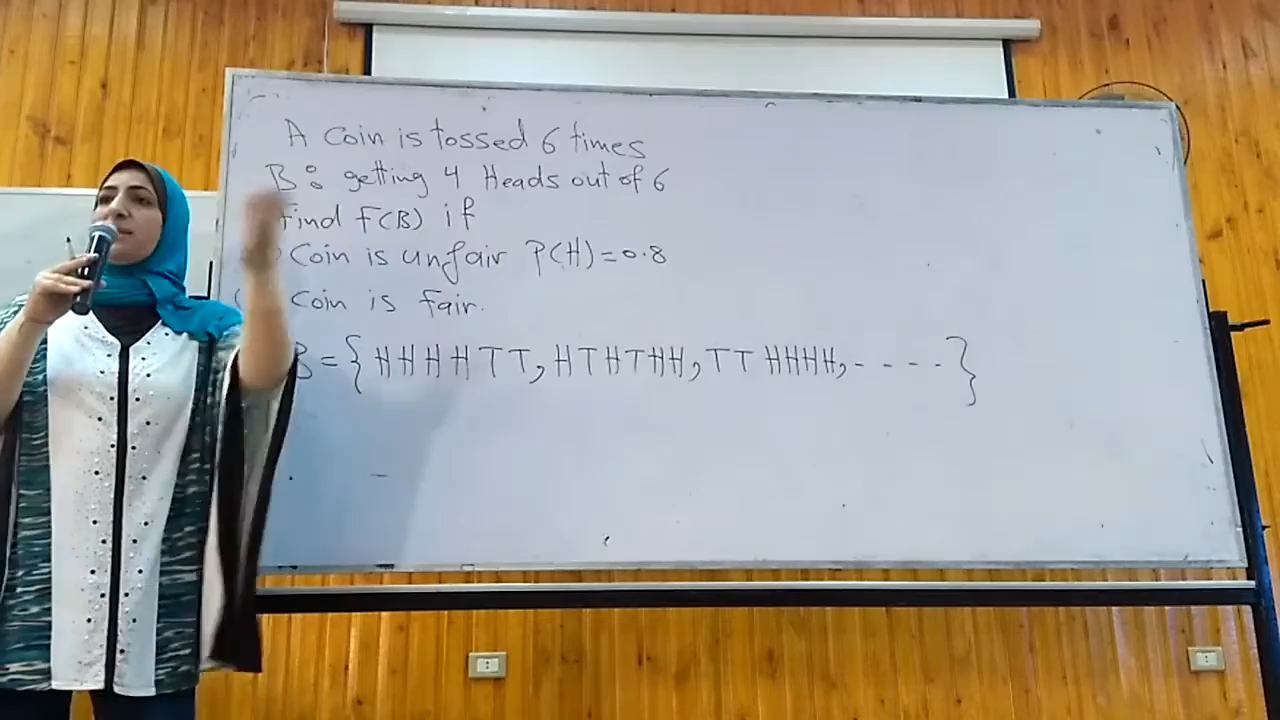 A Coin is tossed 6 times
B: getting 4 Heads out of 6
Find P(B) if
Coin is unfair P(H)=0.8
Coin is fair.
B={HHHHTT, HTHTHH, TTHHHH, - - - -}